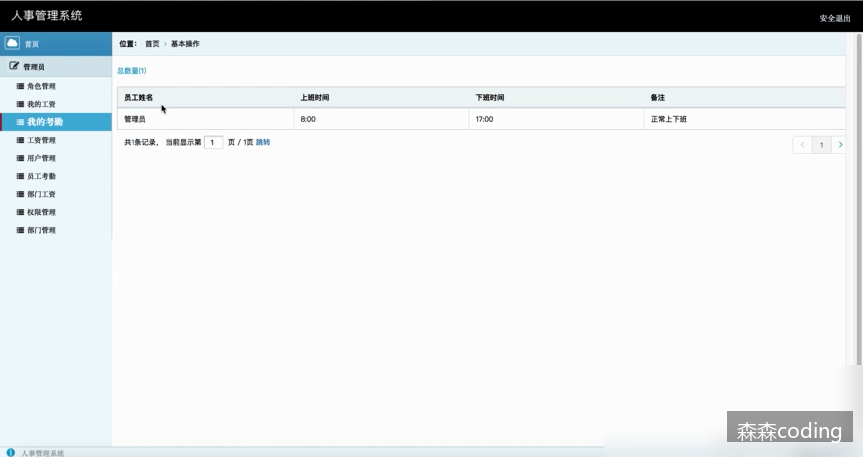 人事管理系统
安全退出
首页
位置： 首页 › 基本操作
管理员
总数量(1)
角色管理
我的工资
我的考勤
工资管理
用户管理
员工考勤
部门工资
权限管理
部门管理
员工姓名 上班时间 下班时间 备注
管理员 8:00 17:00 正常上下班
共1条记录， 当前显示第 1 页 / 1页 跳转
‹ 1 ›
森森coding
人事管理系统